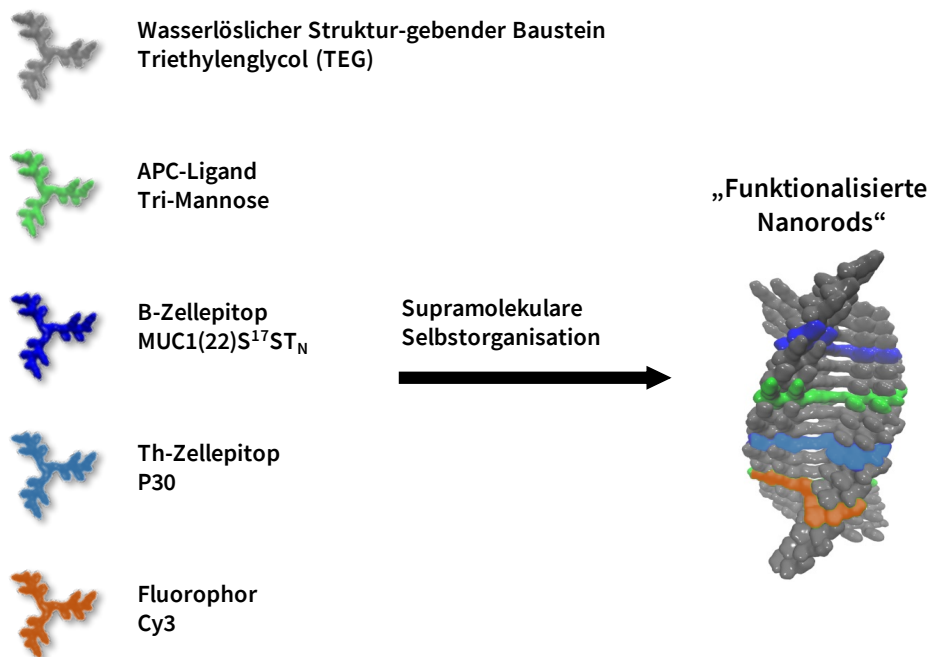 Wasserlöslicher Struktur-gebender Baustein
Triethylenglycol (TEG)
APC-Ligand
Tri-Mannose
B-Zellepitop
MUC1(22)S¹⁷ST_N
Th-Zellepitop
P30
Fluorophor
Cy3
Supramolekulare
Selbstorganisation
„Funktionalisierte
Nanorods“